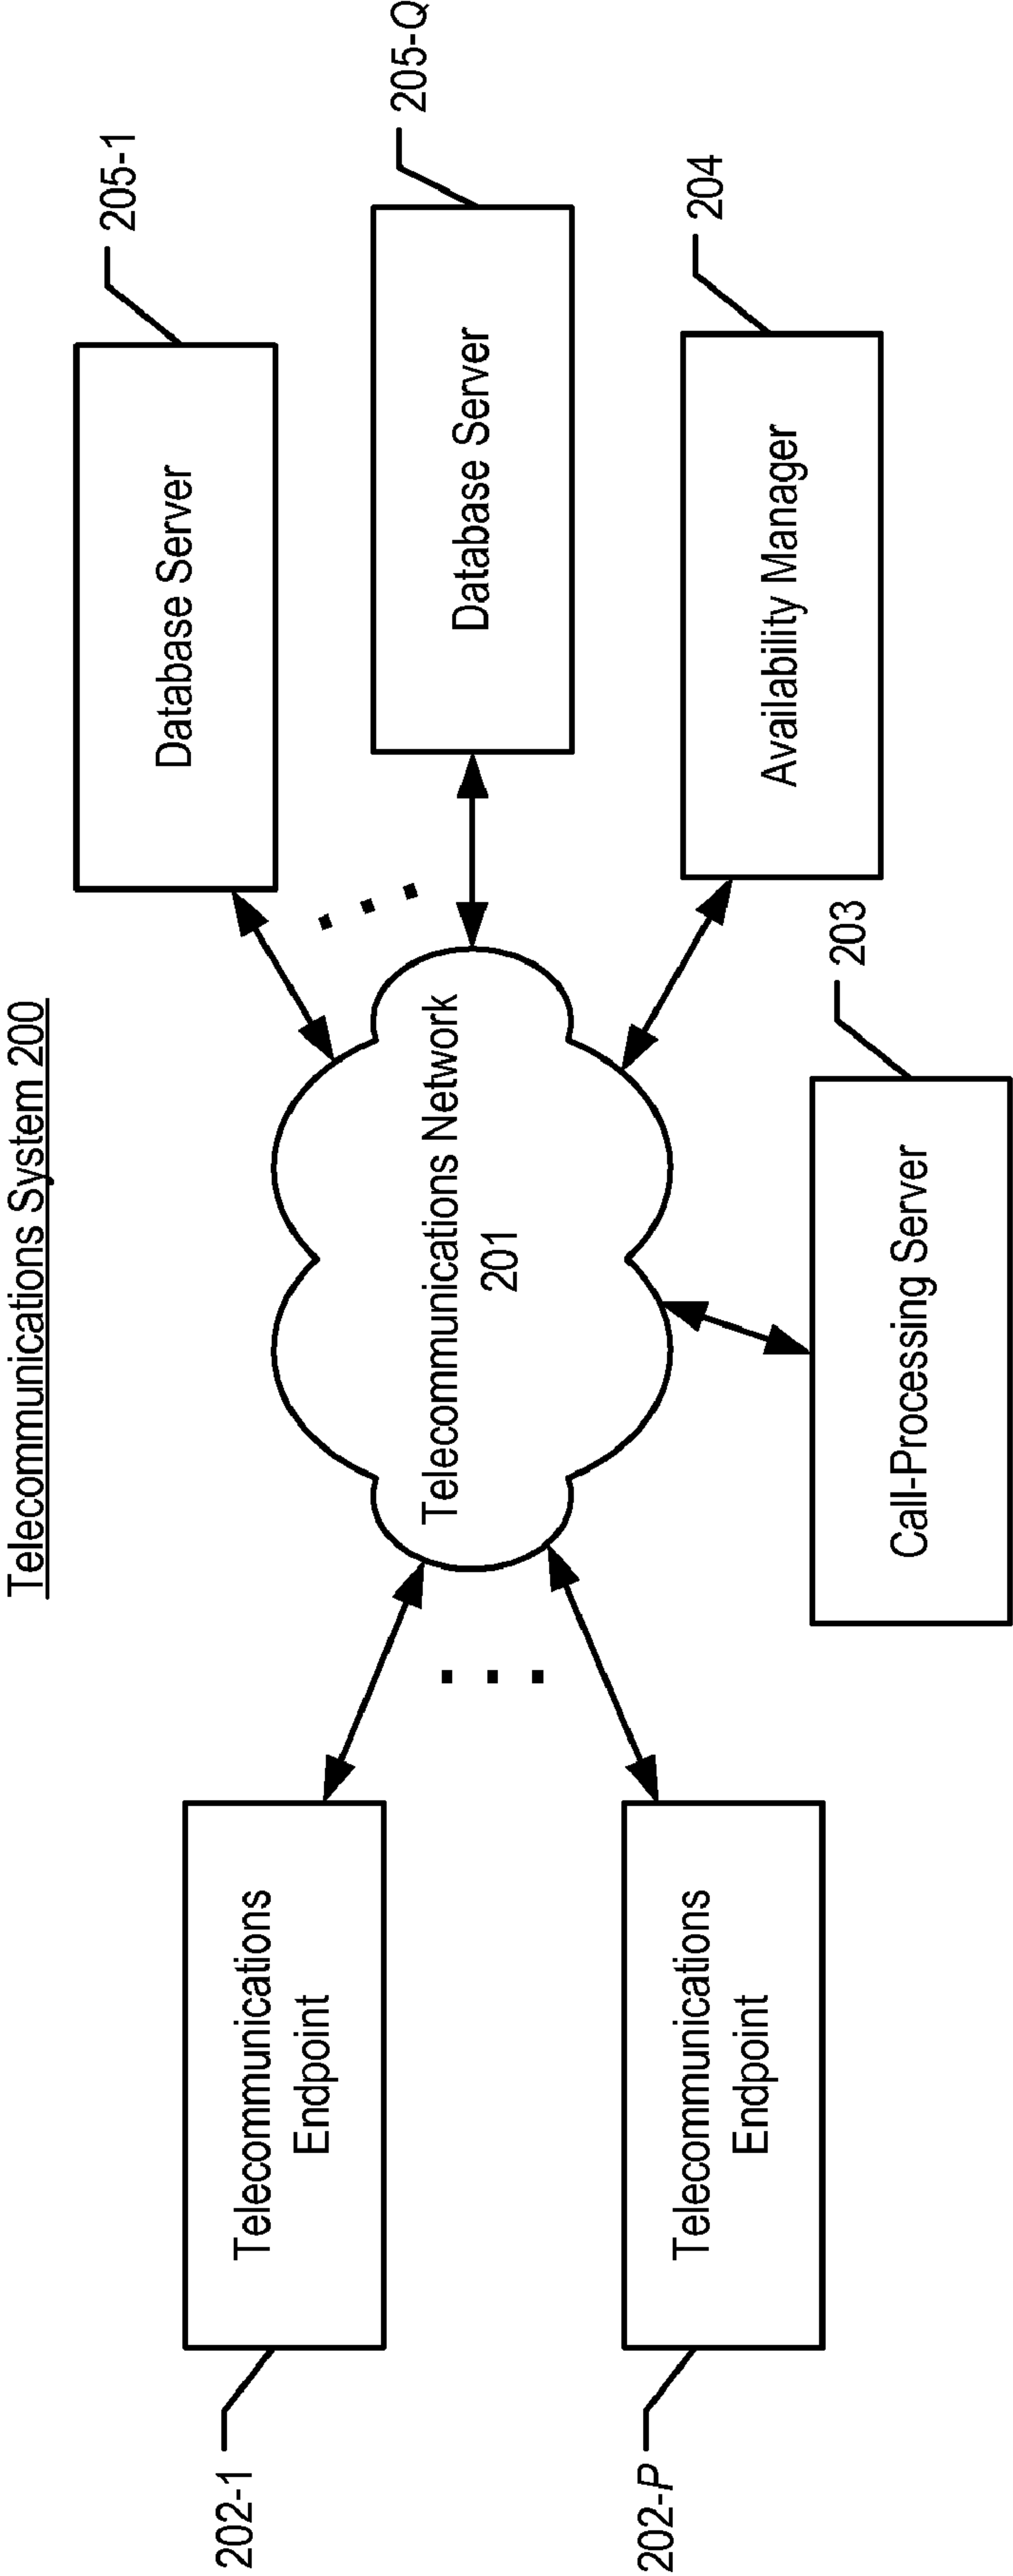 Telecommunications System 200
202-1
Telecommunications
Endpoint
202-P
Telecommunications
Endpoint
Telecommunications Network
201
Database Server
205-1
Database Server
205-Q
Availability Manager
204
Call-Processing Server
203